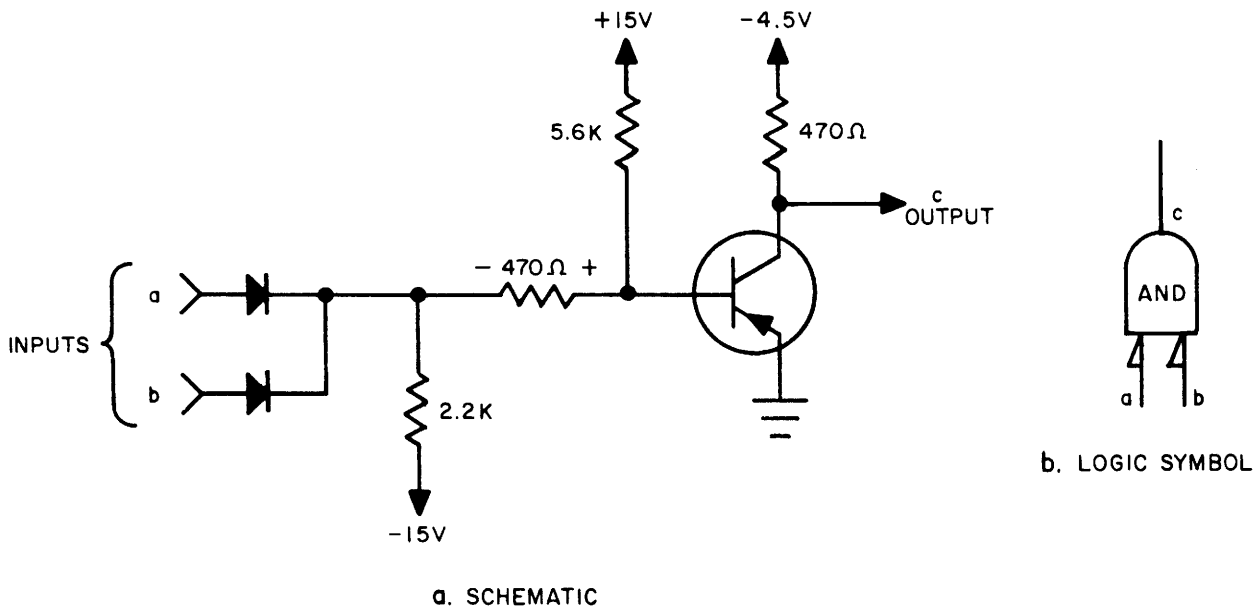 +15V
-4.5V
5.6K
470Ω
c
OUTPUT
- 470Ω +
INPUTS
a
b
2.2K
-15V
c
AND
a
b
b. LOGIC SYMBOL
a. SCHEMATIC